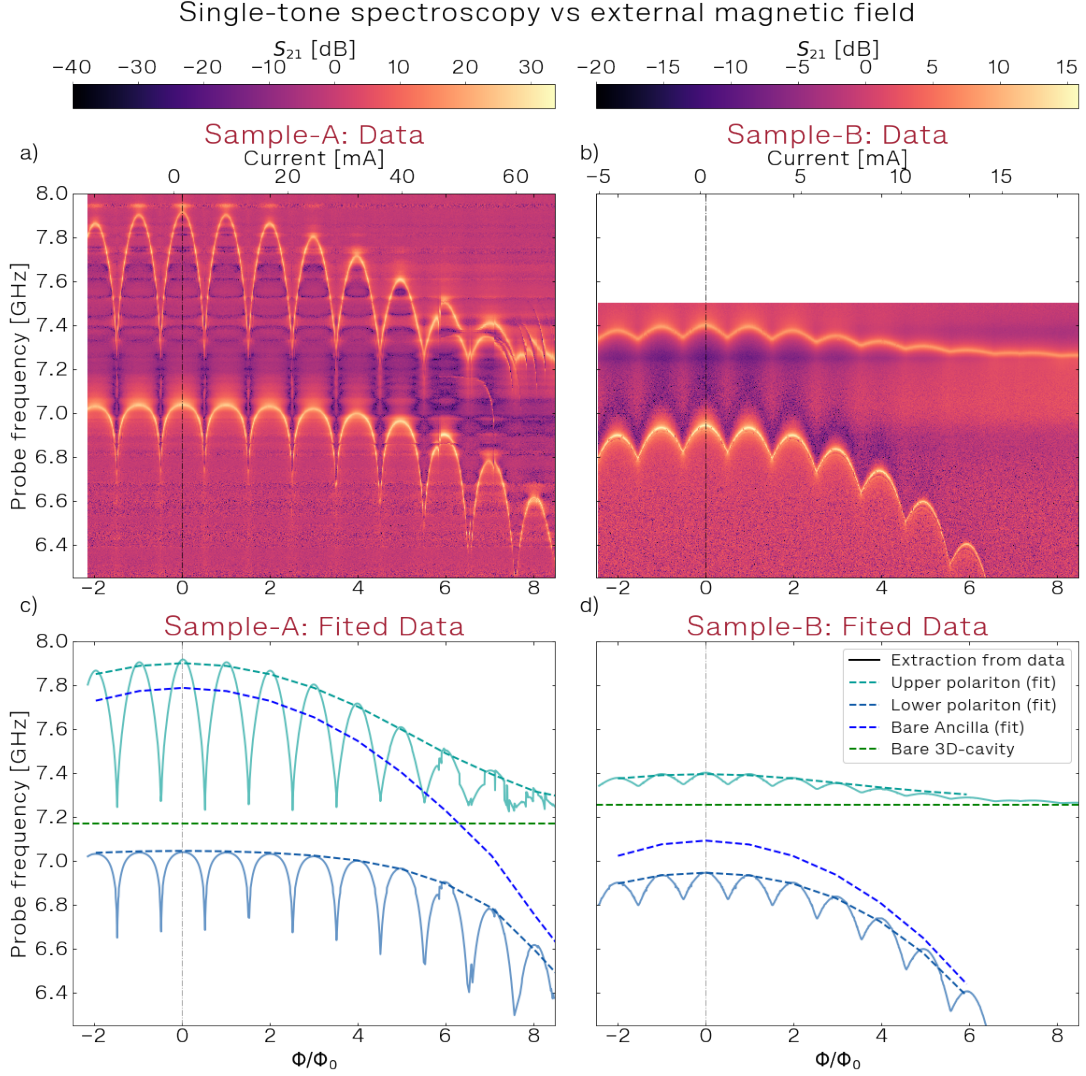 Single-tone spectroscopy vs external magnetic field
S21 [dB]
−40 −30 −20 −10 0 10 20 30
S21 [dB]
−20 −15 −10 −5 0 5 10 15
a)
Sample-A: Data
Current [mA]
0 20 40 60
b)
Sample-B: Data
Current [mA]
−5 0 5 10 15
Probe frequency [GHz]
8.0
7.8
7.6
7.4
7.2
7.0
6.8
6.6
6.4
−2 0 2 4 6 8
−2 0 2 4 6 8
c)
Sample-A: Fited Data
d)
Sample-B: Fited Data
Probe frequency [GHz]
8.0
7.8
7.6
7.4
7.2
7.0
6.8
6.6
6.4
Extraction from data
Upper polariton (fit)
Lower polariton (fit)
Bare Ancilla (fit)
Bare 3D-cavity
−2 0 2 4 6 8
Φ/Φ0
−2 0 2 4 6 8
Φ/Φ0